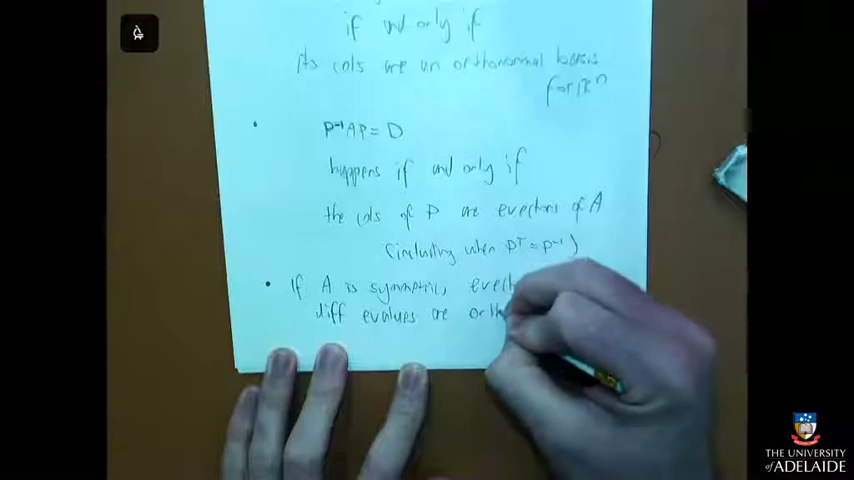 if and only if
its cols are an orthonormal basis
for ℝⁿ
• P⁻¹AP = D
happens if and only if
the cols of P are evectors of A
(including when Pᵀ = P⁻¹)
• If A is symmetric,
diff evalues are
THE UNIVERSITY
of ADELAIDE